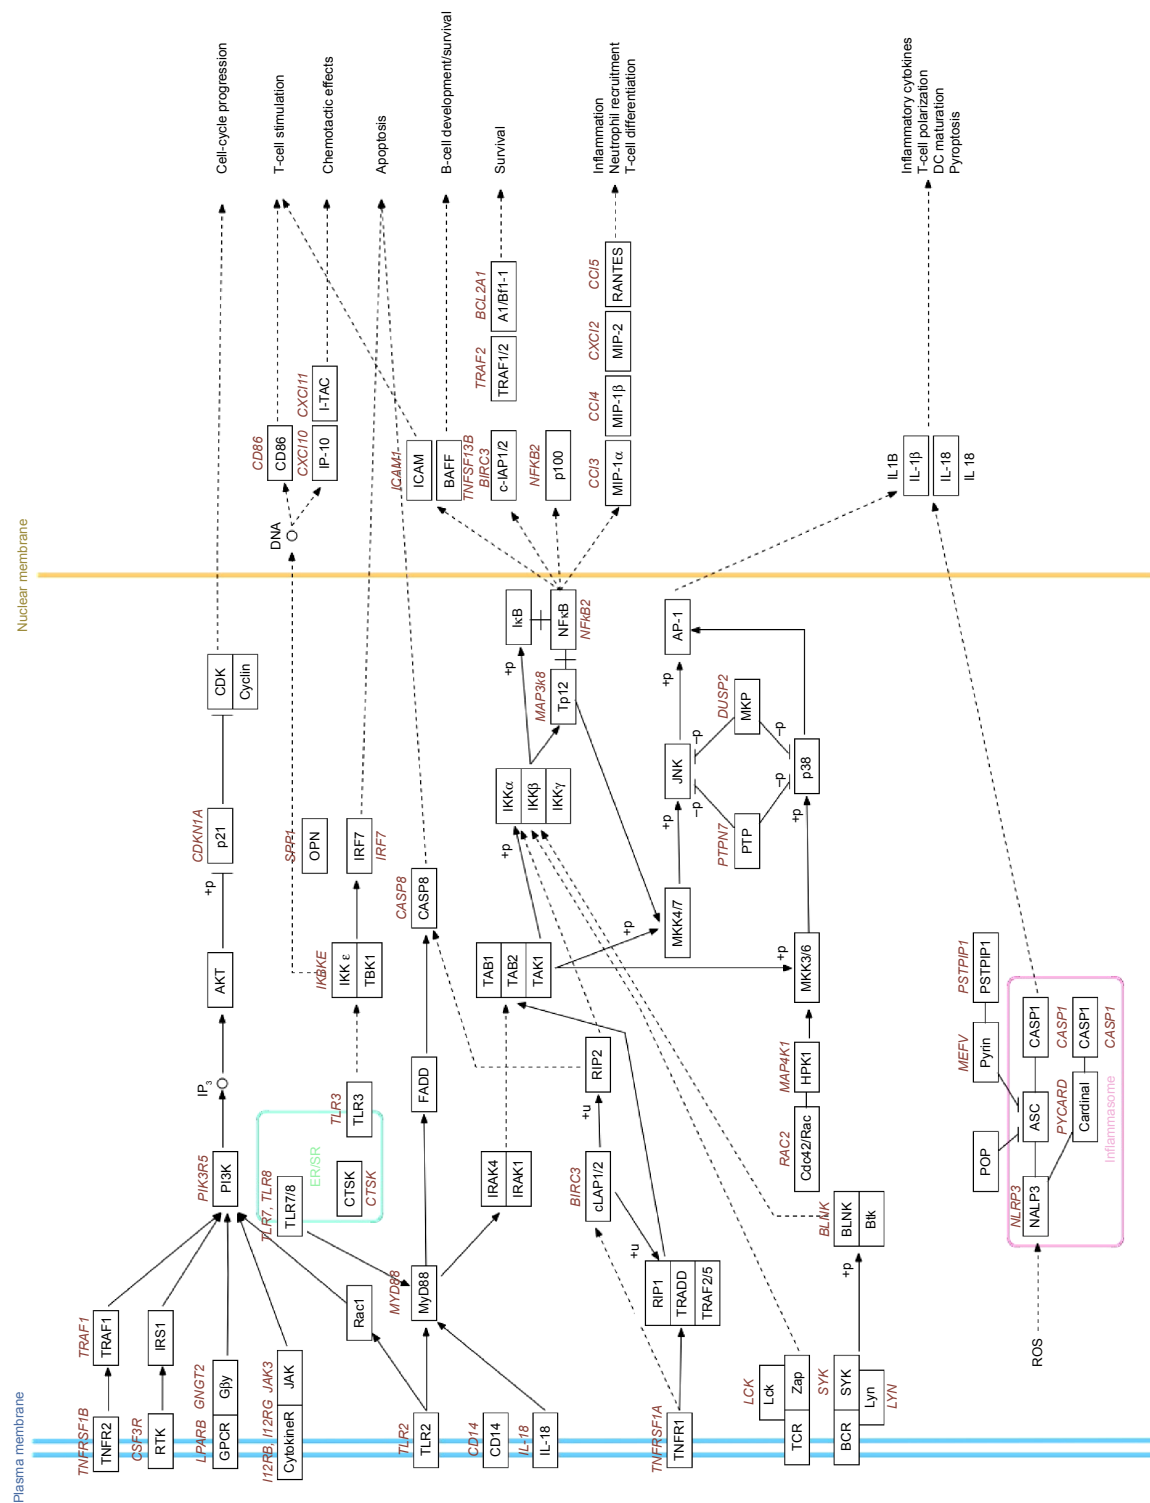 Plasma membrane
Nuclear membrane
TNFRSF1B
TNFR2
TRAF1
TRAF1
CSF3R
RTK
IRS1
LPARB
GNGT2
GPCR
Gβγ
I12RB, I12RG
JAK3
CytokineR
JAK
PIK3R5
PI3K
IP3
AKT
+p
CDKN1A
p21
CDK
Cyclin
Cell-cycle progression
TLR7, TLR8
TLR7/8
ER/SR
CTSK
CTSK
TLR3
TLR3
IKBKE
IKK ε
TBK1
SPP1
OPN
IRF7
IRF7
DNA
CD86
CD86
T-cell stimulation
CXCl10
IP-10
CXCl11
I-TAC
Chemotactic effects
Apoptosis
Rac1
TLR2
TLR2
MYD88
MyD88
FADD
CASP8
CASP8
CD14
CD14
IL-18
IL-18
IRAK4
IRAK1
TAB1
TAB2
TAK1
+p
IKKα
IKKβ
IKKγ
+p
IκB
MAP3k8
Tp12
NFκB
NFkB2
ICAM1
ICAM
BAFF
TNFSF13B
B-cell development/survival
BIRC3
c-IAP1/2
TRAF2
TRAF1/2
BCL2A1
A1/Bf1-1
Survival
NFKB2
p100
CCl3
MIP-1α
CCl4
MIP-1β
CXCl2
MIP-2
CCl5
RANTES
Inflammation
Neutrophil recruitment
T-cell differentiation
BIRC3
cLAP1/2
+u
RIP2
+u
TNFRSF1A
TNFR1
RIP1
TRADD
TRAF2/5
+p
MKK4/7
+p
JNK
+p
AP-1
–p
–p
PTPN7
PTP
DUSP2
MKP
–p
–p
LCK
Lck
TCR
Zap
RAC2
Cdc42/Rac
MAP4K1
HPK1
+p
MKK3/6
+p
p38
SYK
BCR
SYK
Lyn
LYN
+p
BLNK
BLNK
Btk
IL1B
IL-1β
IL-18
IL 18
Inflammatory cytokines
T-cell polarization
DC maturation
Pyroptosis
POP
MEFV
Pyrin
PSTPIP1
PSTPIP1
ROS
NLRP3
NALP3
ASC
PYCARD
Cardinal
CASP1
CASP1
CASP1
CASP1
Inflammasome